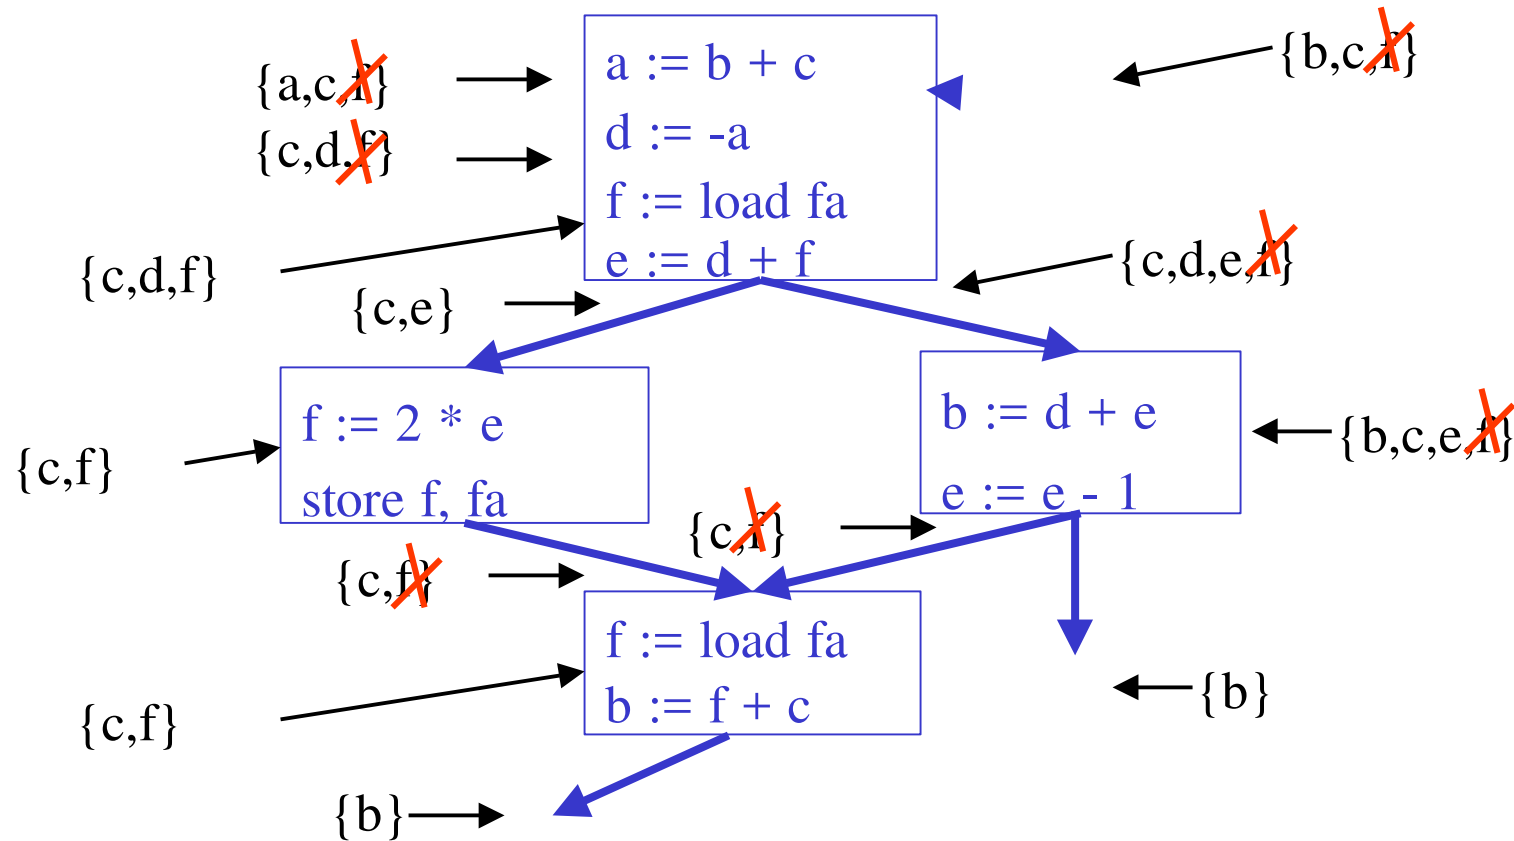 {b,c,f}
{a,c,f}
a := b + c
{c,d,f}
d := -a
f := load fa
{c,d,f}
e := d + f
{c,d,e,f}
{c,e}
f := 2 * e
b := d + e
{b,c,e,f}
{c,f}
store f, fa
e := e - 1
{c,f}
{c,f}
f := load fa
{c,f}
b := f + c
{b}
{b}